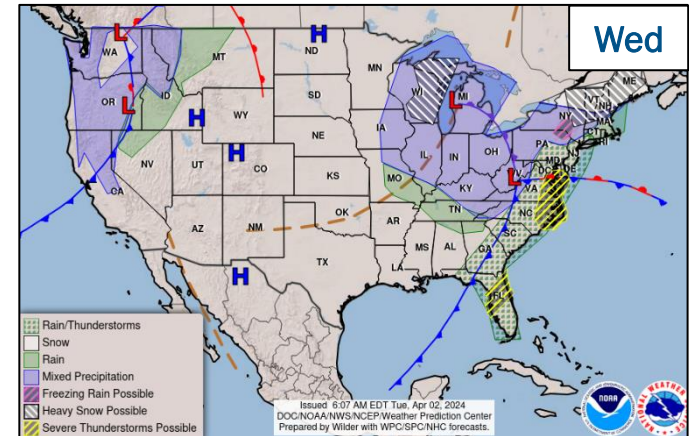 Wed
WA
MT
ND
MN
ME
OR
ID
SD
WI
MI
VT
NH
NY
MA
CT
RI
WY
IA
PA
NJ
NE
IL
IN
OH
MD
DE
DC
NV
UT
CO
KS
MO
KY
VA
CA
OK
TN
NC
AZ
NM
AR
SC
TX
MS
AL
GA
LA
FL
H
H
H
H
L
L
L
L
Rain/Thunderstorms
Snow
Rain
Mixed Precipitation
Freezing Rain Possible
Heavy Snow Possible
Severe Thunderstorms Possible
Issued 6:07 AM EDT Tue, Apr 02, 2024
DOC/NOAA/NWS/NCEP/Weather Prediction Center
Prepared by Wilder with WPC/SPC/NHC forecasts.
NOAA
NATIONAL WEATHER